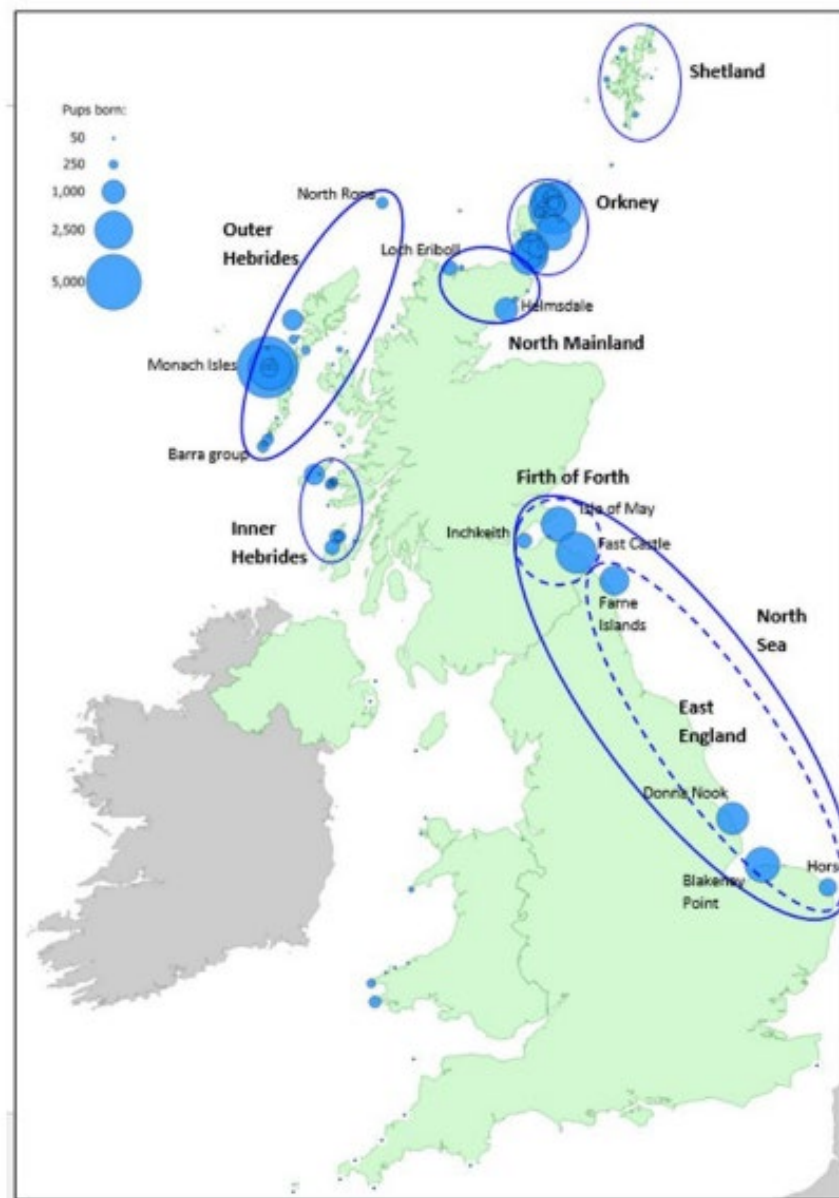 Shetland
Pups born:
50
250
1,000
2,500
5,000
North Rona
Orkney
Outer
Hebrides
Loch Eriboll
Helmsdale
North Mainland
Monach Isles
Barra group
Firth of Forth
Isle of May
Inchkeith
Fast Castle
Inner
Hebrides
Farne
Islands
North
Sea
East
England
Donna Nook
Blakeney
Point
Hors